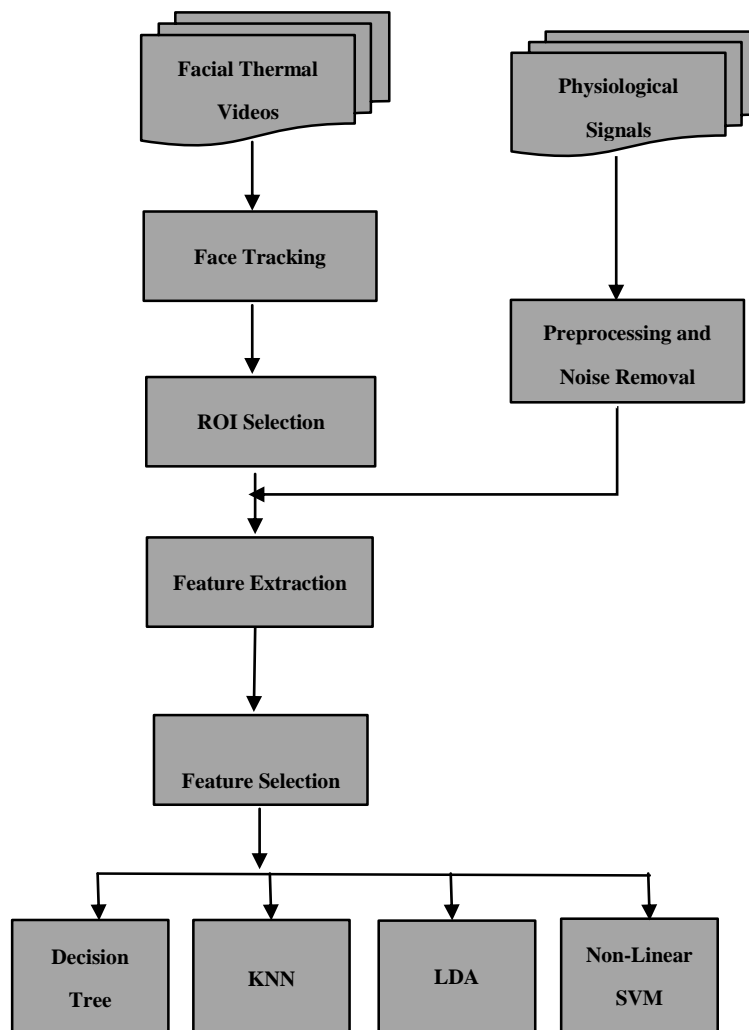 Facial Thermal
Videos
Physiological
Signals
Face Tracking
Preprocessing and
Noise Removal
ROI Selection
Feature Extraction
Feature Selection
Decision
Tree
KNN
LDA
Non-Linear
SVM